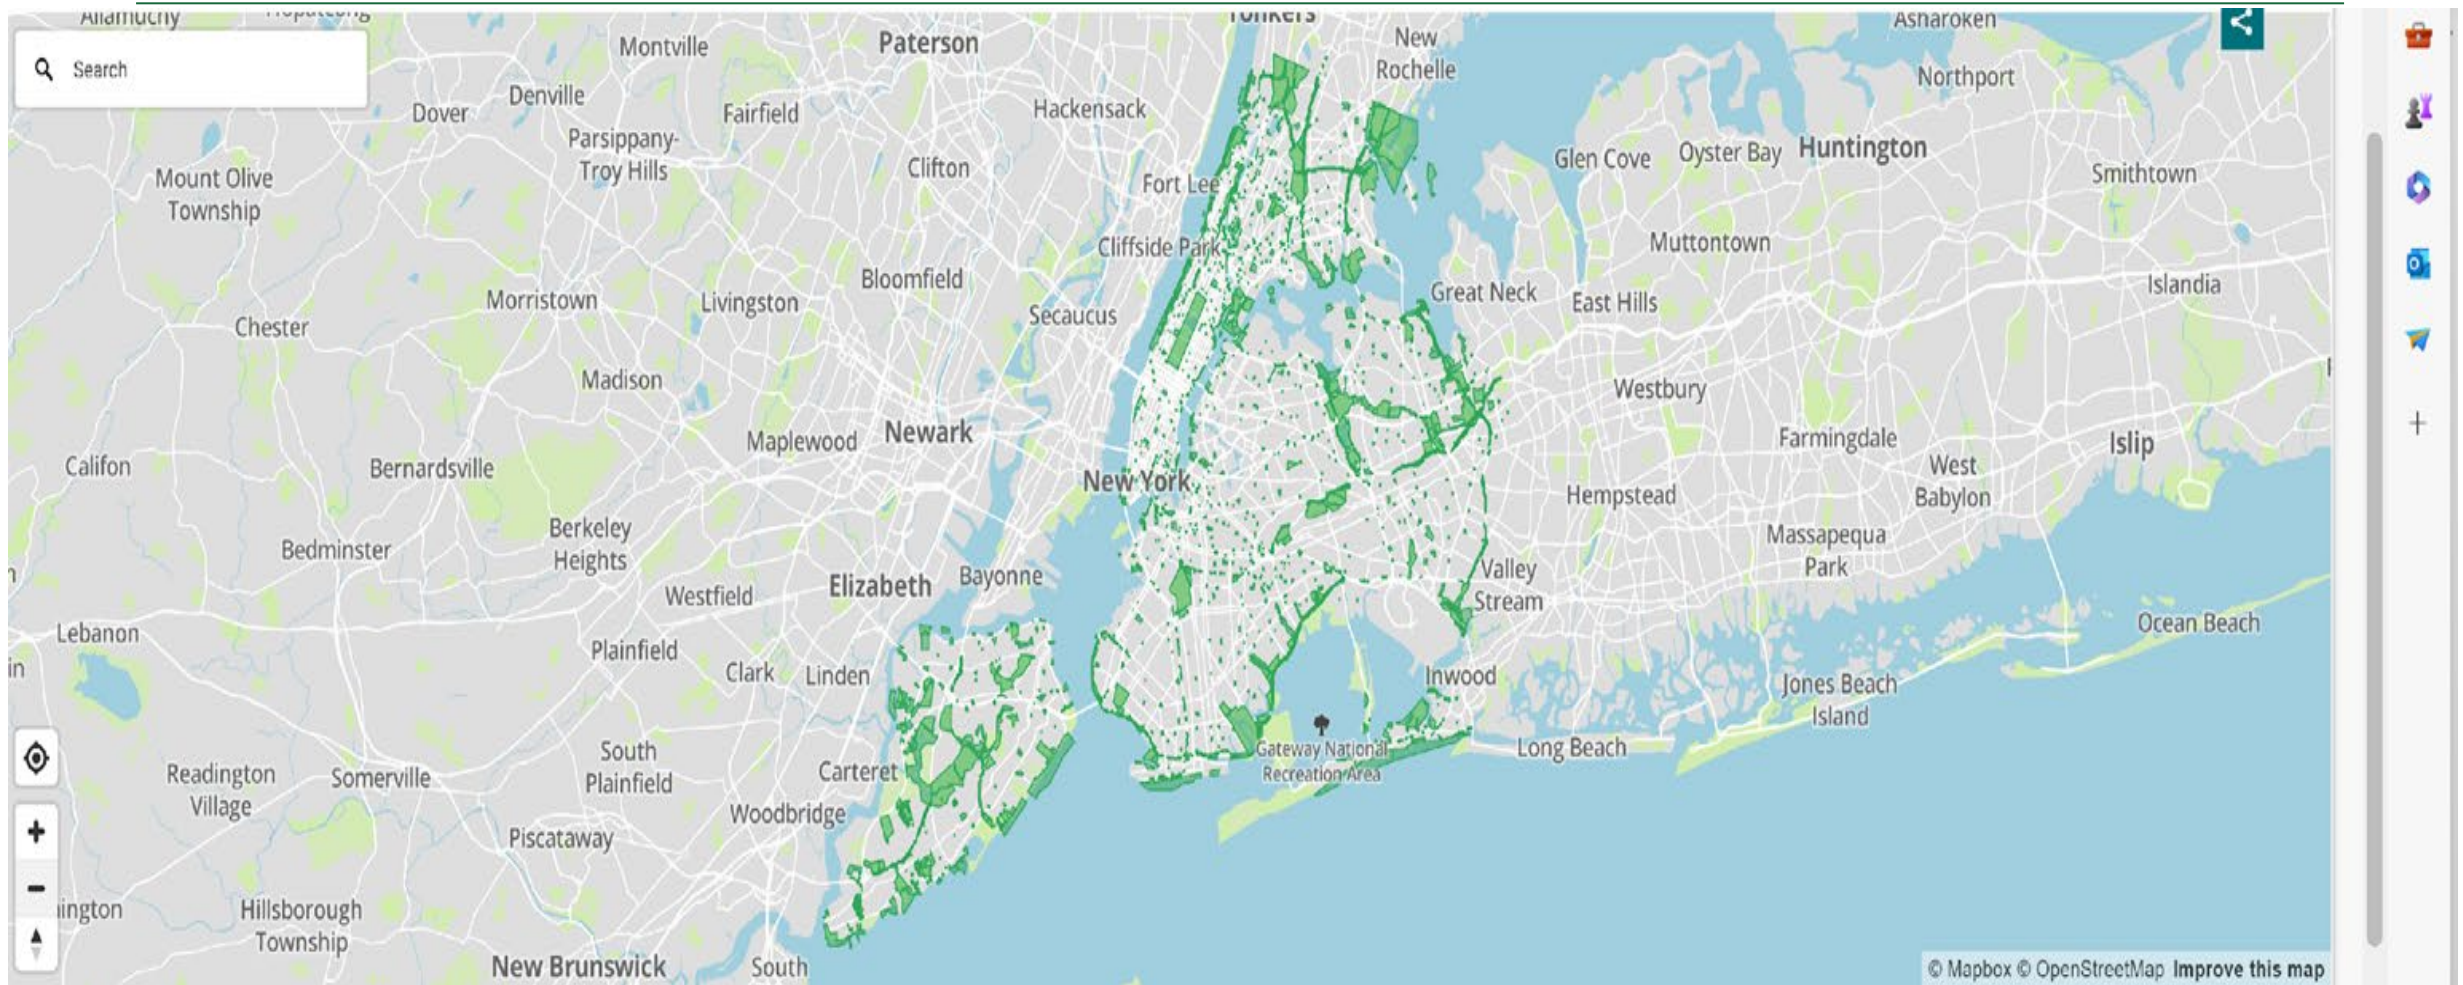 Allamuchy
Hopatcong
Yonkers
Asharoken
Search
Montville
Paterson
New
Rochelle
Northport
Denville
Dover
Fairfield
Hackensack
Parsippany-
Troy Hills
Clifton
Glen Cove
Oyster Bay
Huntington
Smithtown
Mount Olive
Township
Fort Lee
Cliffside Park
Muttontown
Bloomfield
Islandia
Morristown
Livingston
Secaucus
Great Neck
East Hills
Chester
Madison
Westbury
Maplewood
Newark
Farmingdale
Islip
Califon
Bernardsville
New York
West
Babylon
Hempstead
Berkeley
Heights
Bedminster
Massapequa
Park
Elizabeth
Bayonne
Valley
Stream
Westfield
Lebanon
Ocean Beach
in
Plainfield
Clark
Linden
Inwood
Jones Beach
Island
Gateway National
Recreation Area
Long Beach
South
Plainfield
Carteret
Readington
Village
Somerville
Woodbridge
Piscataway
ington
Hillsborough
Township
New Brunswick
South
© Mapbox © OpenStreetMap Improve this map